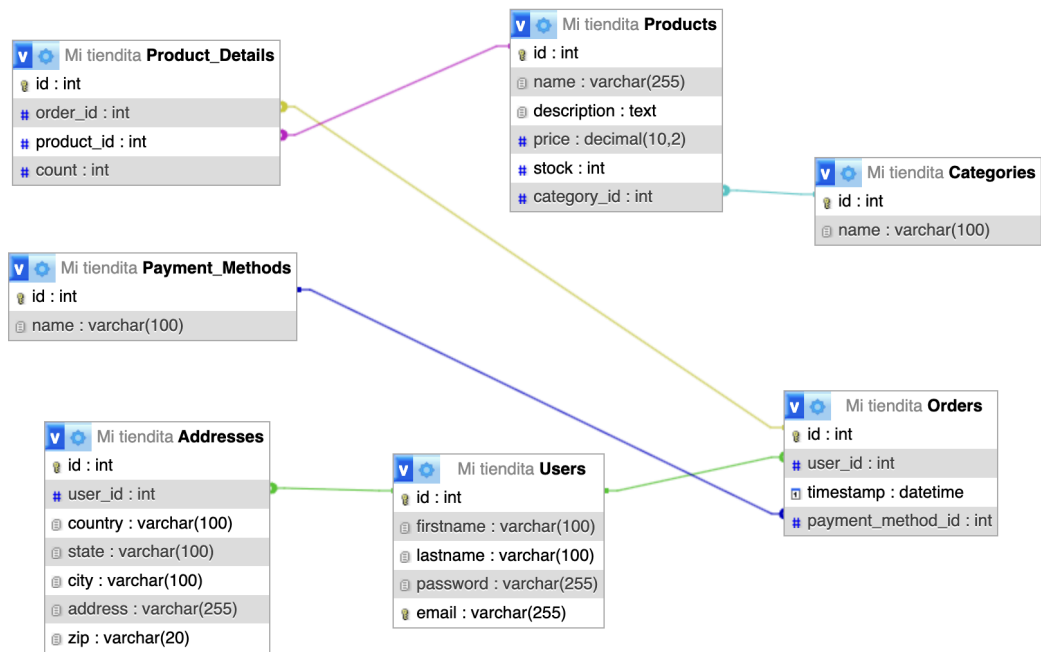 Mi tiendita Product_Details
id : int
order_id : int
product_id : int
count : int
Mi tiendita Products
id : int
name : varchar(255)
description : text
price : decimal(10,2)
stock : int
category_id : int
Mi tiendita Categories
id : int
name : varchar(100)
Mi tiendita Payment_Methods
id : int
name : varchar(100)
Mi tiendita Orders
id : int
user_id : int
timestamp : datetime
payment_method_id : int
Mi tiendita Addresses
id : int
user_id : int
country : varchar(100)
state : varchar(100)
city : varchar(100)
address : varchar(255)
zip : varchar(20)
Mi tiendita Users
id : int
firstname : varchar(100)
lastname : varchar(100)
password : varchar(255)
email : varchar(255)